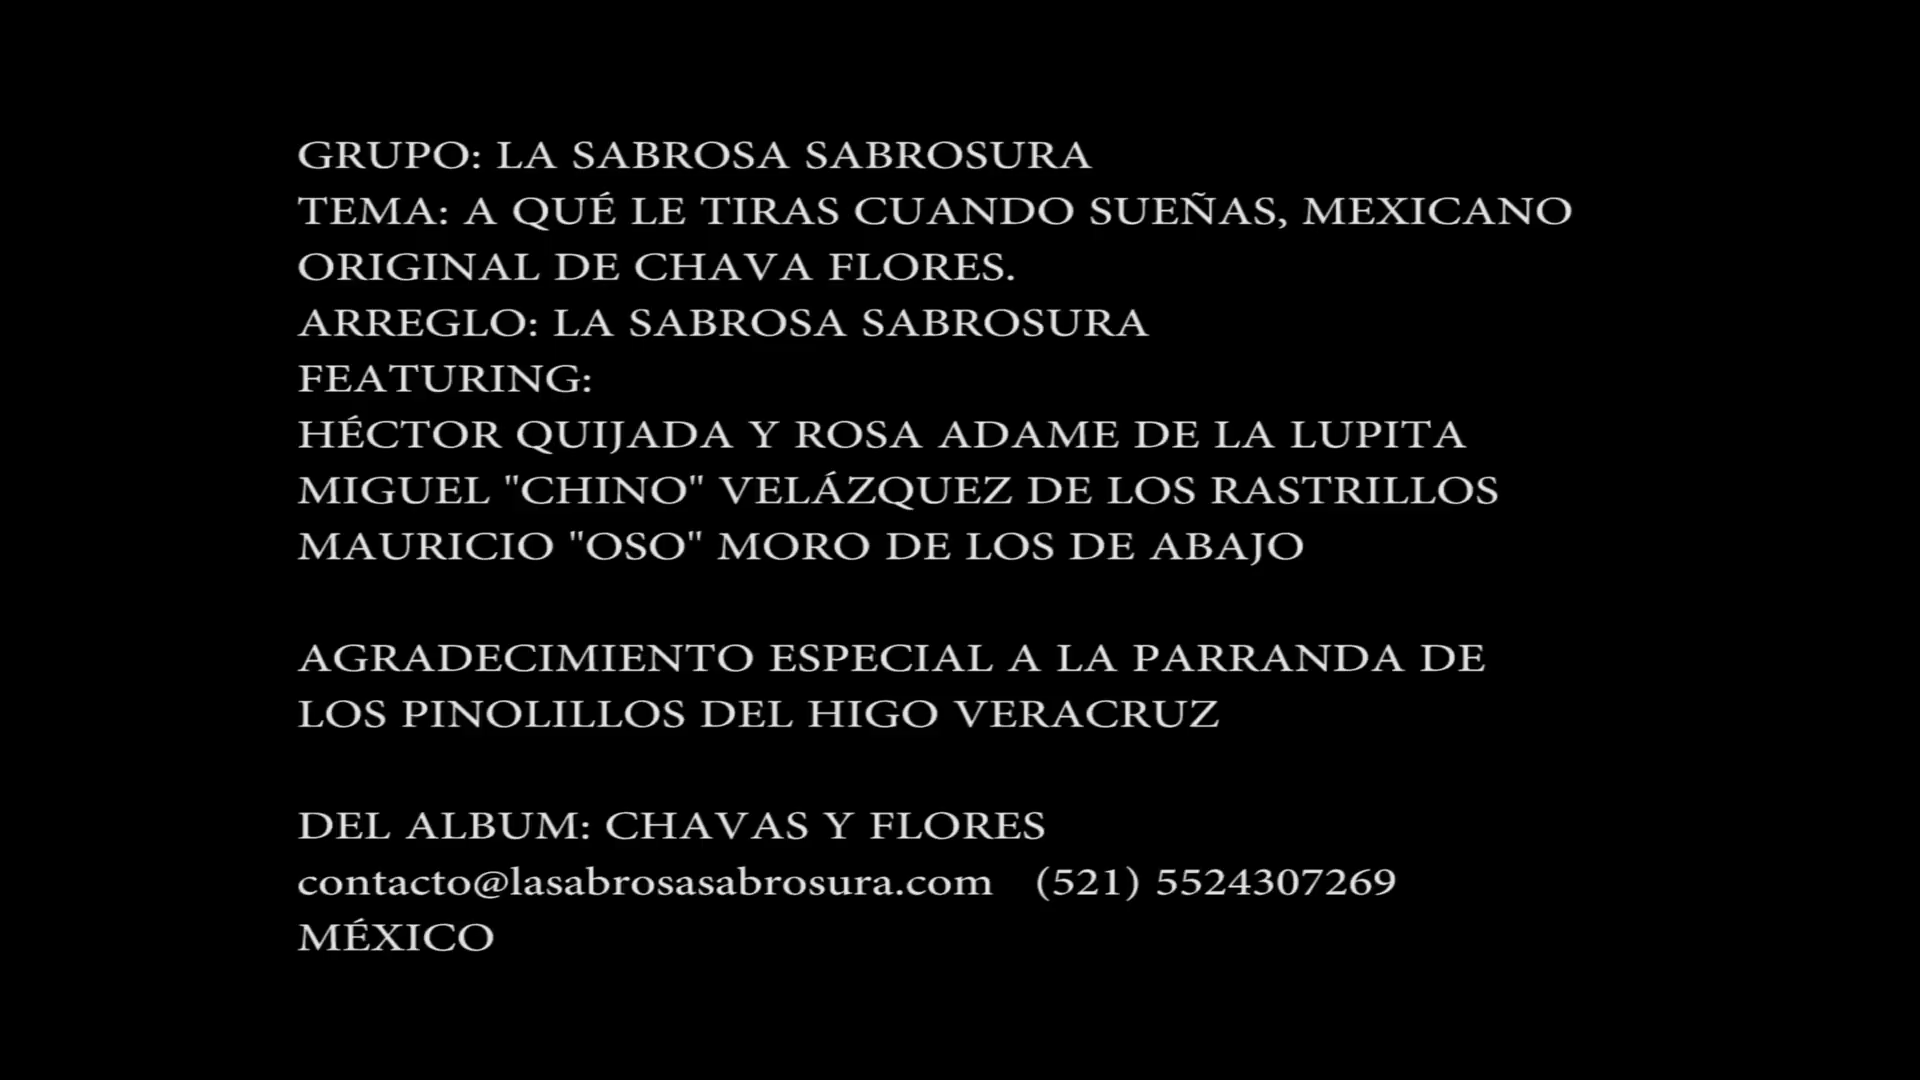 GRUPO: LA SABROSA SABROSURA
TEMA: A QUÉ LE TIRAS CUANDO SUEÑAS, MEXICANO
ORIGINAL DE CHAVA FLORES.
ARREGLO: LA SABROSA SABROSURA
FEATURING:
HÉCTOR QUIJADA Y ROSA ADAME DE LA LUPITA
MIGUEL "CHINO" VELÁZQUEZ DE LOS RASTRILLOS
MAURICIO "OSO" MORO DE LOS DE ABAJO
AGRADECIMIENTO ESPECIAL A LA PARRANDA DE
LOS PINOLILLOS DEL HIGO VERACRUZ
DEL ALBUM: CHAVAS Y FLORES
contacto@lasabrosasabrosura.com (521) 5524307269
MÉXICO